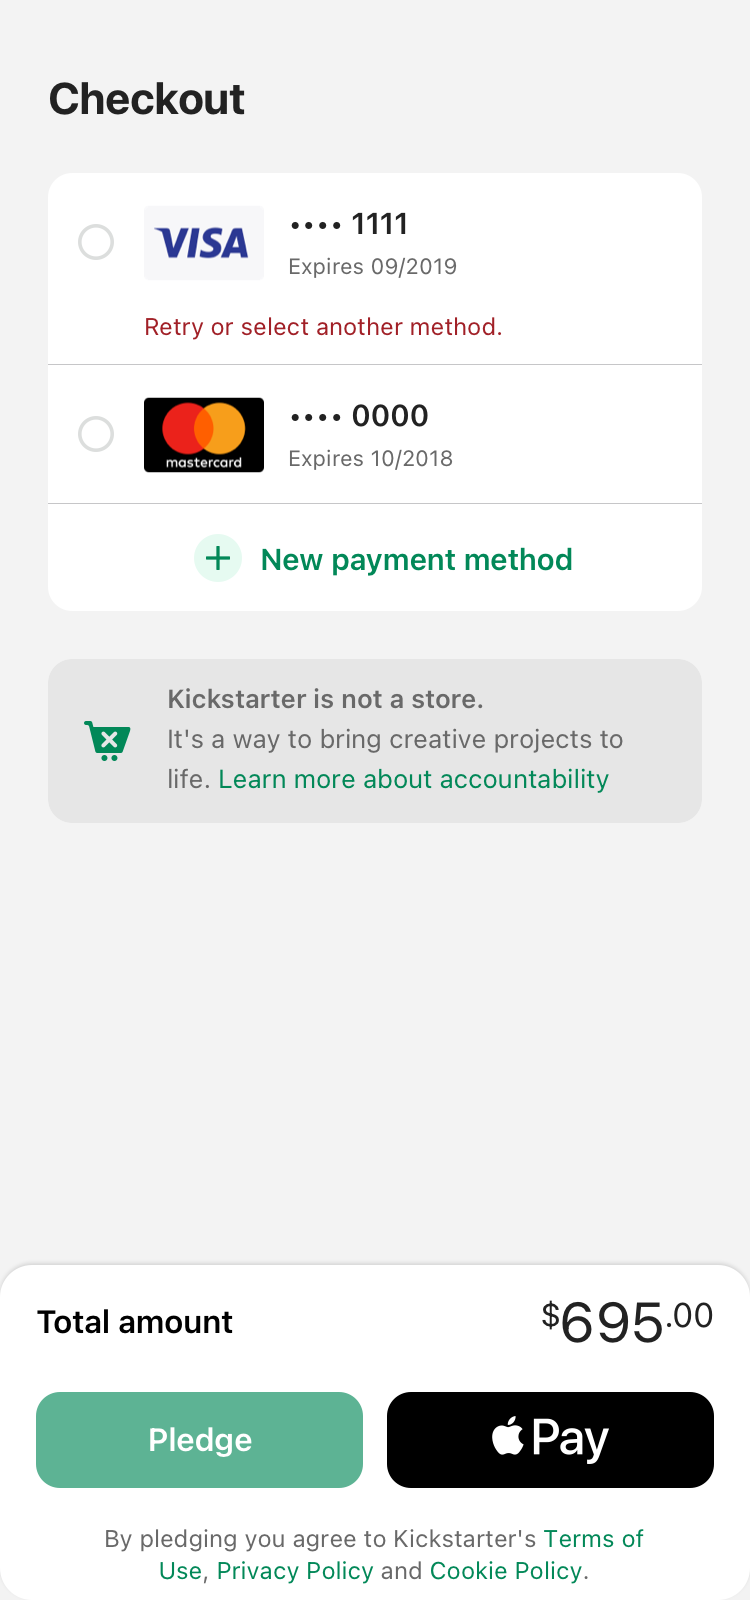 Checkout
VISA
•••• 1111
Expires 09/2019
Retry or select another method.
mastercard
•••• 0000
Expires 10/2018
New payment method
Kickstarter is not a store.
It's a way to bring creative projects to
life. Learn more about accountability
Total amount
$695.00
Pledge
Pay
By pledging you agree to Kickstarter's Terms of
Use, Privacy Policy and Cookie Policy.